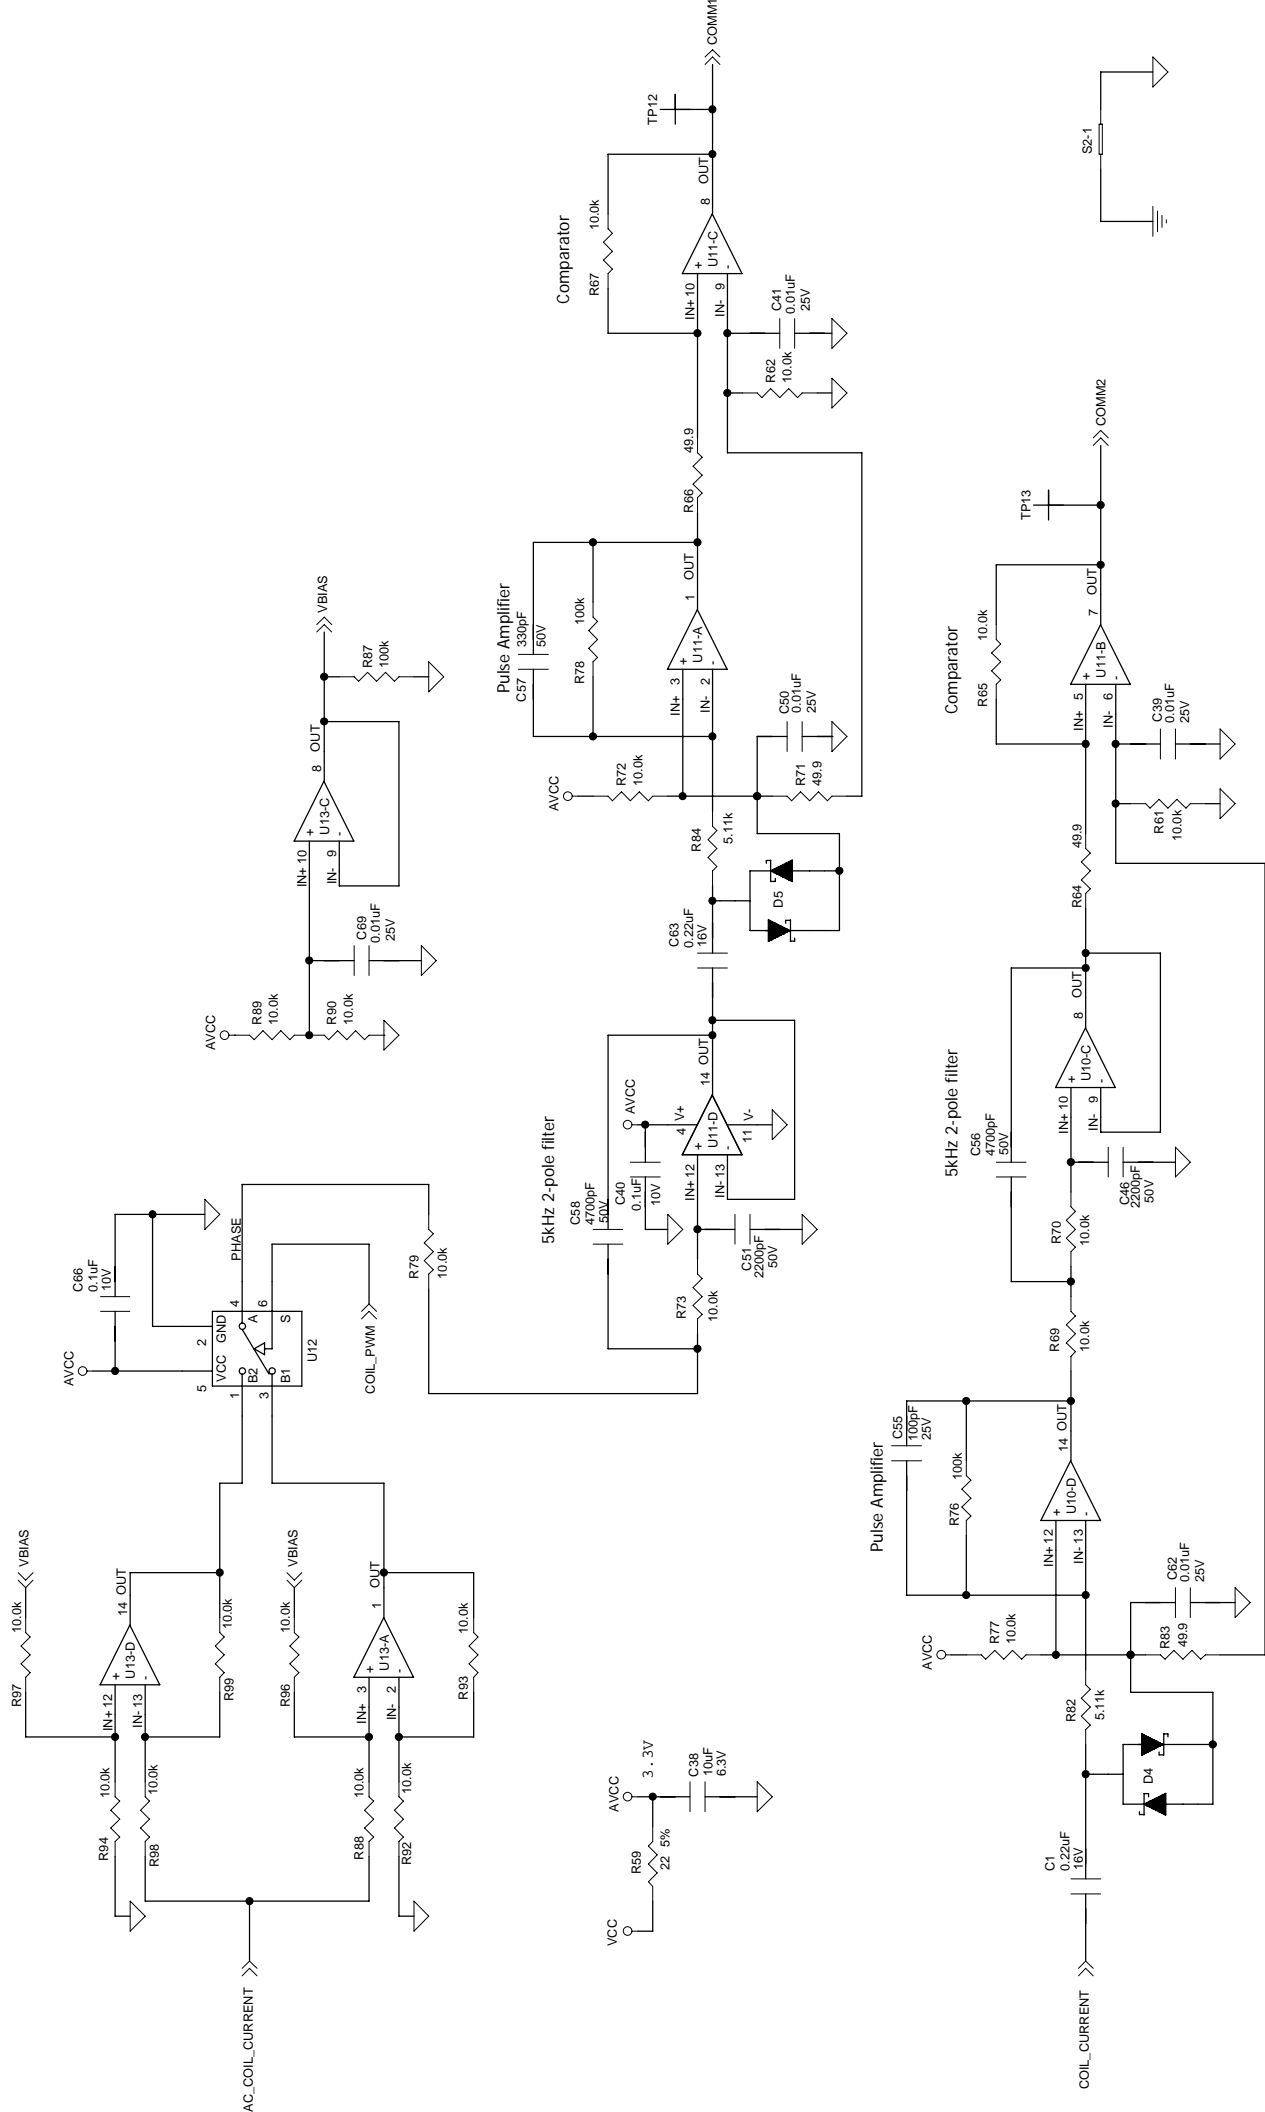 AC_COIL_CURRENT
R94
10.0k
R98
10.0k
R88
10.0k
R92
10.0k
R97
10.0k
VBIAS
IN+ 12
IN- 13
+
-
U13-D
14 OUT
R99
10.0k
R96
10.0k
VBIAS
IN+ 3
IN- 2
+
-
U13-A
1 OUT
R93
10.0k
AVCC
C66
0.1uF
10V
5
VCC
2
GND
1
B2
3
B1
4
A
6
S
U12
PHASE
COIL_PWM
R79
10.0k
AVCC
R89
10.0k
R90
10.0k
C69
0.01uF
25V
IN+ 10
IN- 9
+
-
U13-C
8 OUT
VBIAS
R87
100k
VCC
R59
22 5%
AVCC
3.3V
C38
10uF
6.3V
5kHz 2-pole filter
R73
10.0k
C58
4700pF
50V
C51
2200pF
50V
C40
0.1uF
10V
AVCC
4 V+
11 V-
IN+ 12
IN- 13
+
-
U11-D
14 OUT
C63
0.22uF
16V
D5
R84
5.11k
AVCC
R72
10.0k
R71
49.9
C50
0.01uF
25V
Pulse Amplifier
C57
330pF
50V
R78
100k
IN+ 3
IN- 2
+
-
U11-A
1 OUT
R66
49.9
Comparator
R67
10.0k
R62
10.0k
C41
0.01uF
25V
IN+ 10
IN- 9
+
-
U11-C
8 OUT
TP12
COMM1
COIL_CURRENT
C1
0.22uF
16V
D4
R82
5.11k
AVCC
R77
10.0k
R83
49.9
C62
0.01uF
25V
Pulse Amplifier
C55
100pF
25V
R76
100k
IN+ 12
IN- 13
+
-
U10-D
14 OUT
R69
10.0k
5kHz 2-pole filter
R70
10.0k
C56
4700pF
50V
C46
2200pF
50V
IN+ 10
IN- 9
+
-
U10-C
8 OUT
R64
49.9
Comparator
R65
10.0k
R61
10.0k
C39
0.01uF
25V
IN+ 5
IN- 6
+
-
U11-B
7 OUT
TP13
COMM2
S2-1